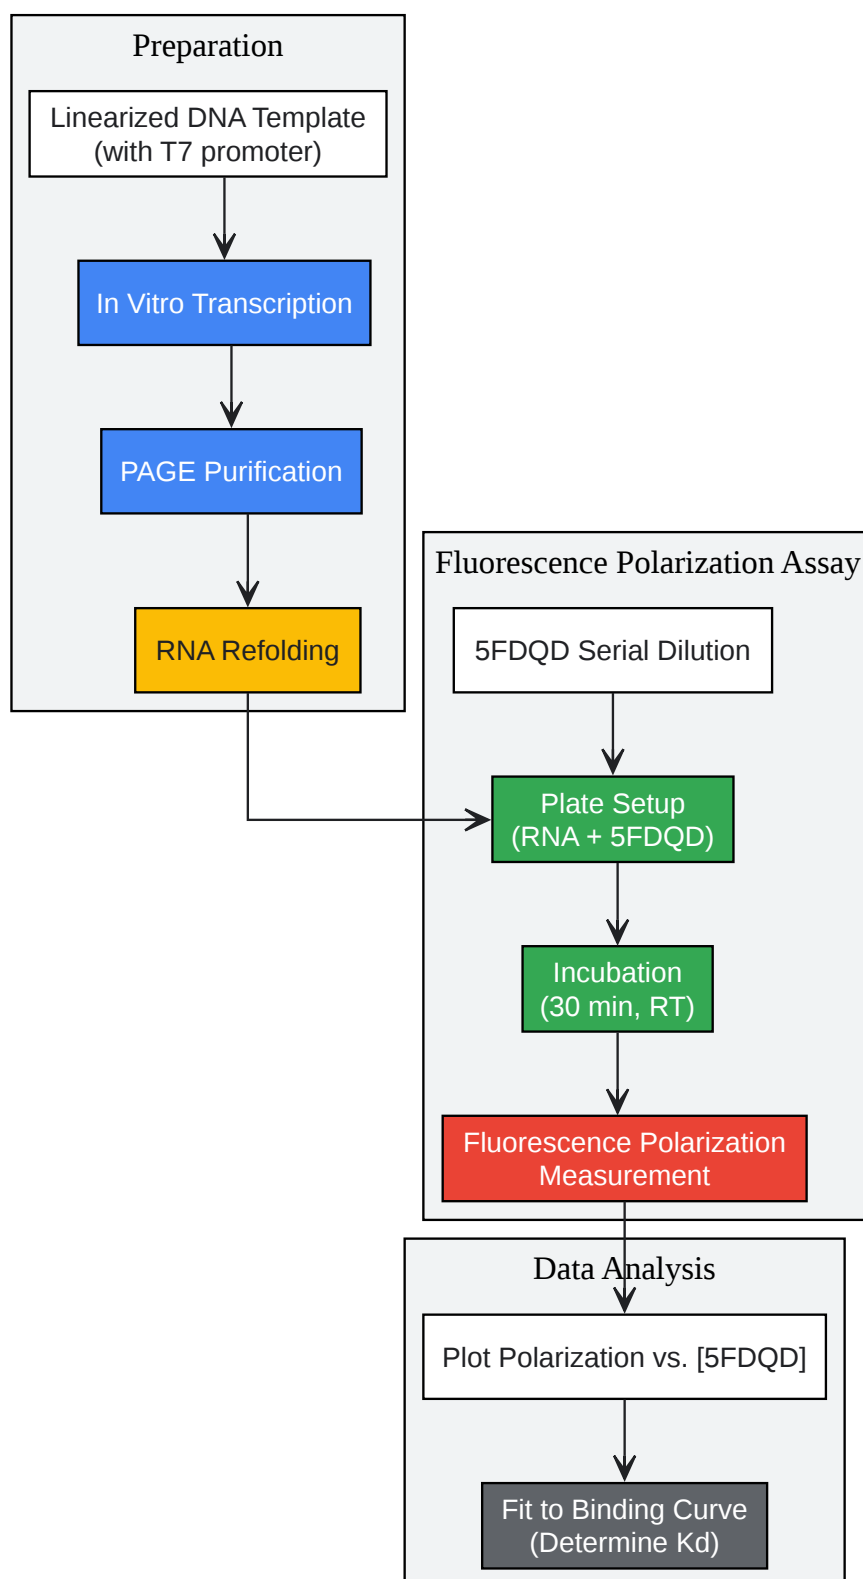 Preparation
Linearized DNA Template
(with T7 promoter)
In Vitro Transcription
PAGE Purification
RNA Refolding
Fluorescence Polarization Assay
5FDQD Serial Dilution
Plate Setup
(RNA + 5FDQD)
Incubation
(30 min, RT)
Fluorescence Polarization
Measurement
Data Analysis
Plot Polarization vs. [5FDQD]
Fit to Binding Curve
(Determine Kd)